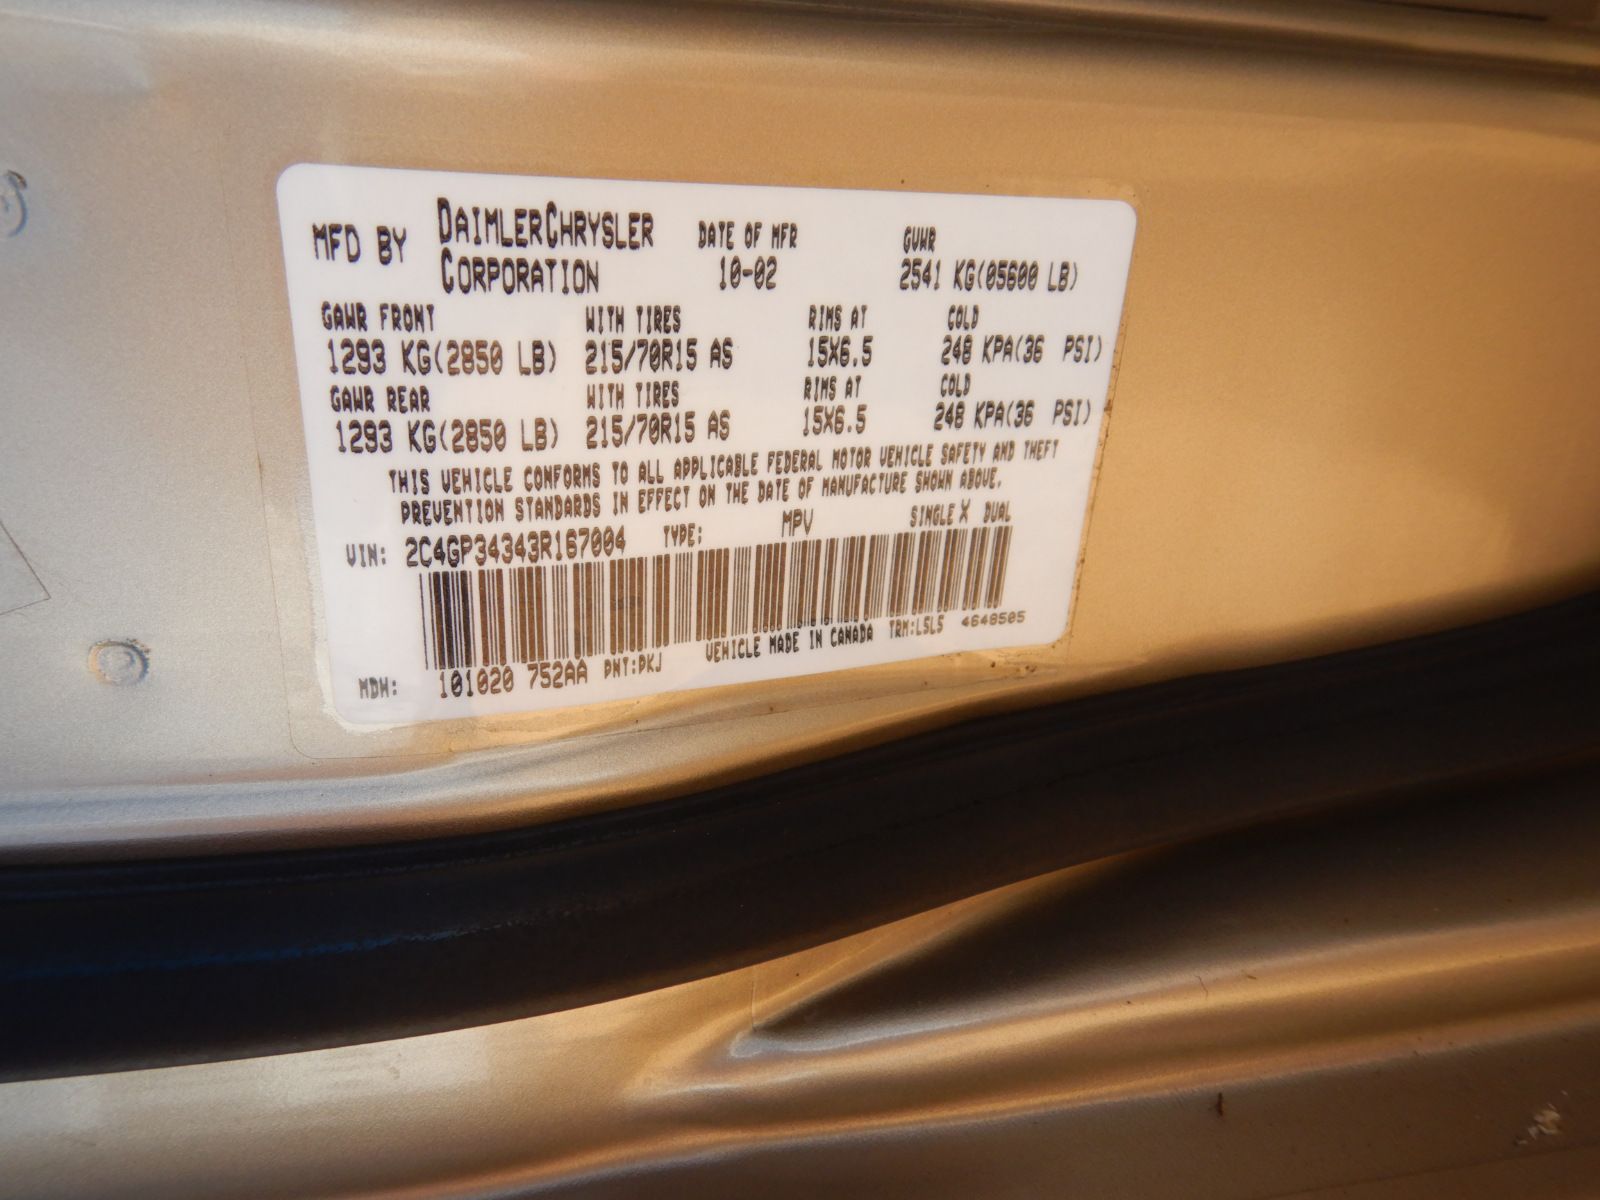 MFD BY DAIMLERCHRYSLER CORPORATION DATE OF MFR 10-02 GVWR 2541 KG(05600 LB)
GAWR FRONT WITH TIRES RIMS AT COLD
1293 KG(2850 LB) 215/70R15 AS 15X6.5 248 KPA(36 PSI)
GAWR REAR WITH TIRES RIMS AT COLD
1293 KG(2850 LB) 215/70R15 AS 15X6.5 248 KPA(36 PSI)
THIS VEHICLE CONFORMS TO ALL APPLICABLE FEDERAL MOTOR VEHICLE SAFETY AND THEFT
PREVENTION STANDARDS IN EFFECT ON THE DATE OF MANUFACTURE SHOWN ABOVE.
VIN: 2C4GP34343R167004 TYPE: MPV SINGLE X DUAL
MDH: 101020 752AA PNT:PKJ VEHICLE MADE IN CANADA TRM:L5L5 4648505